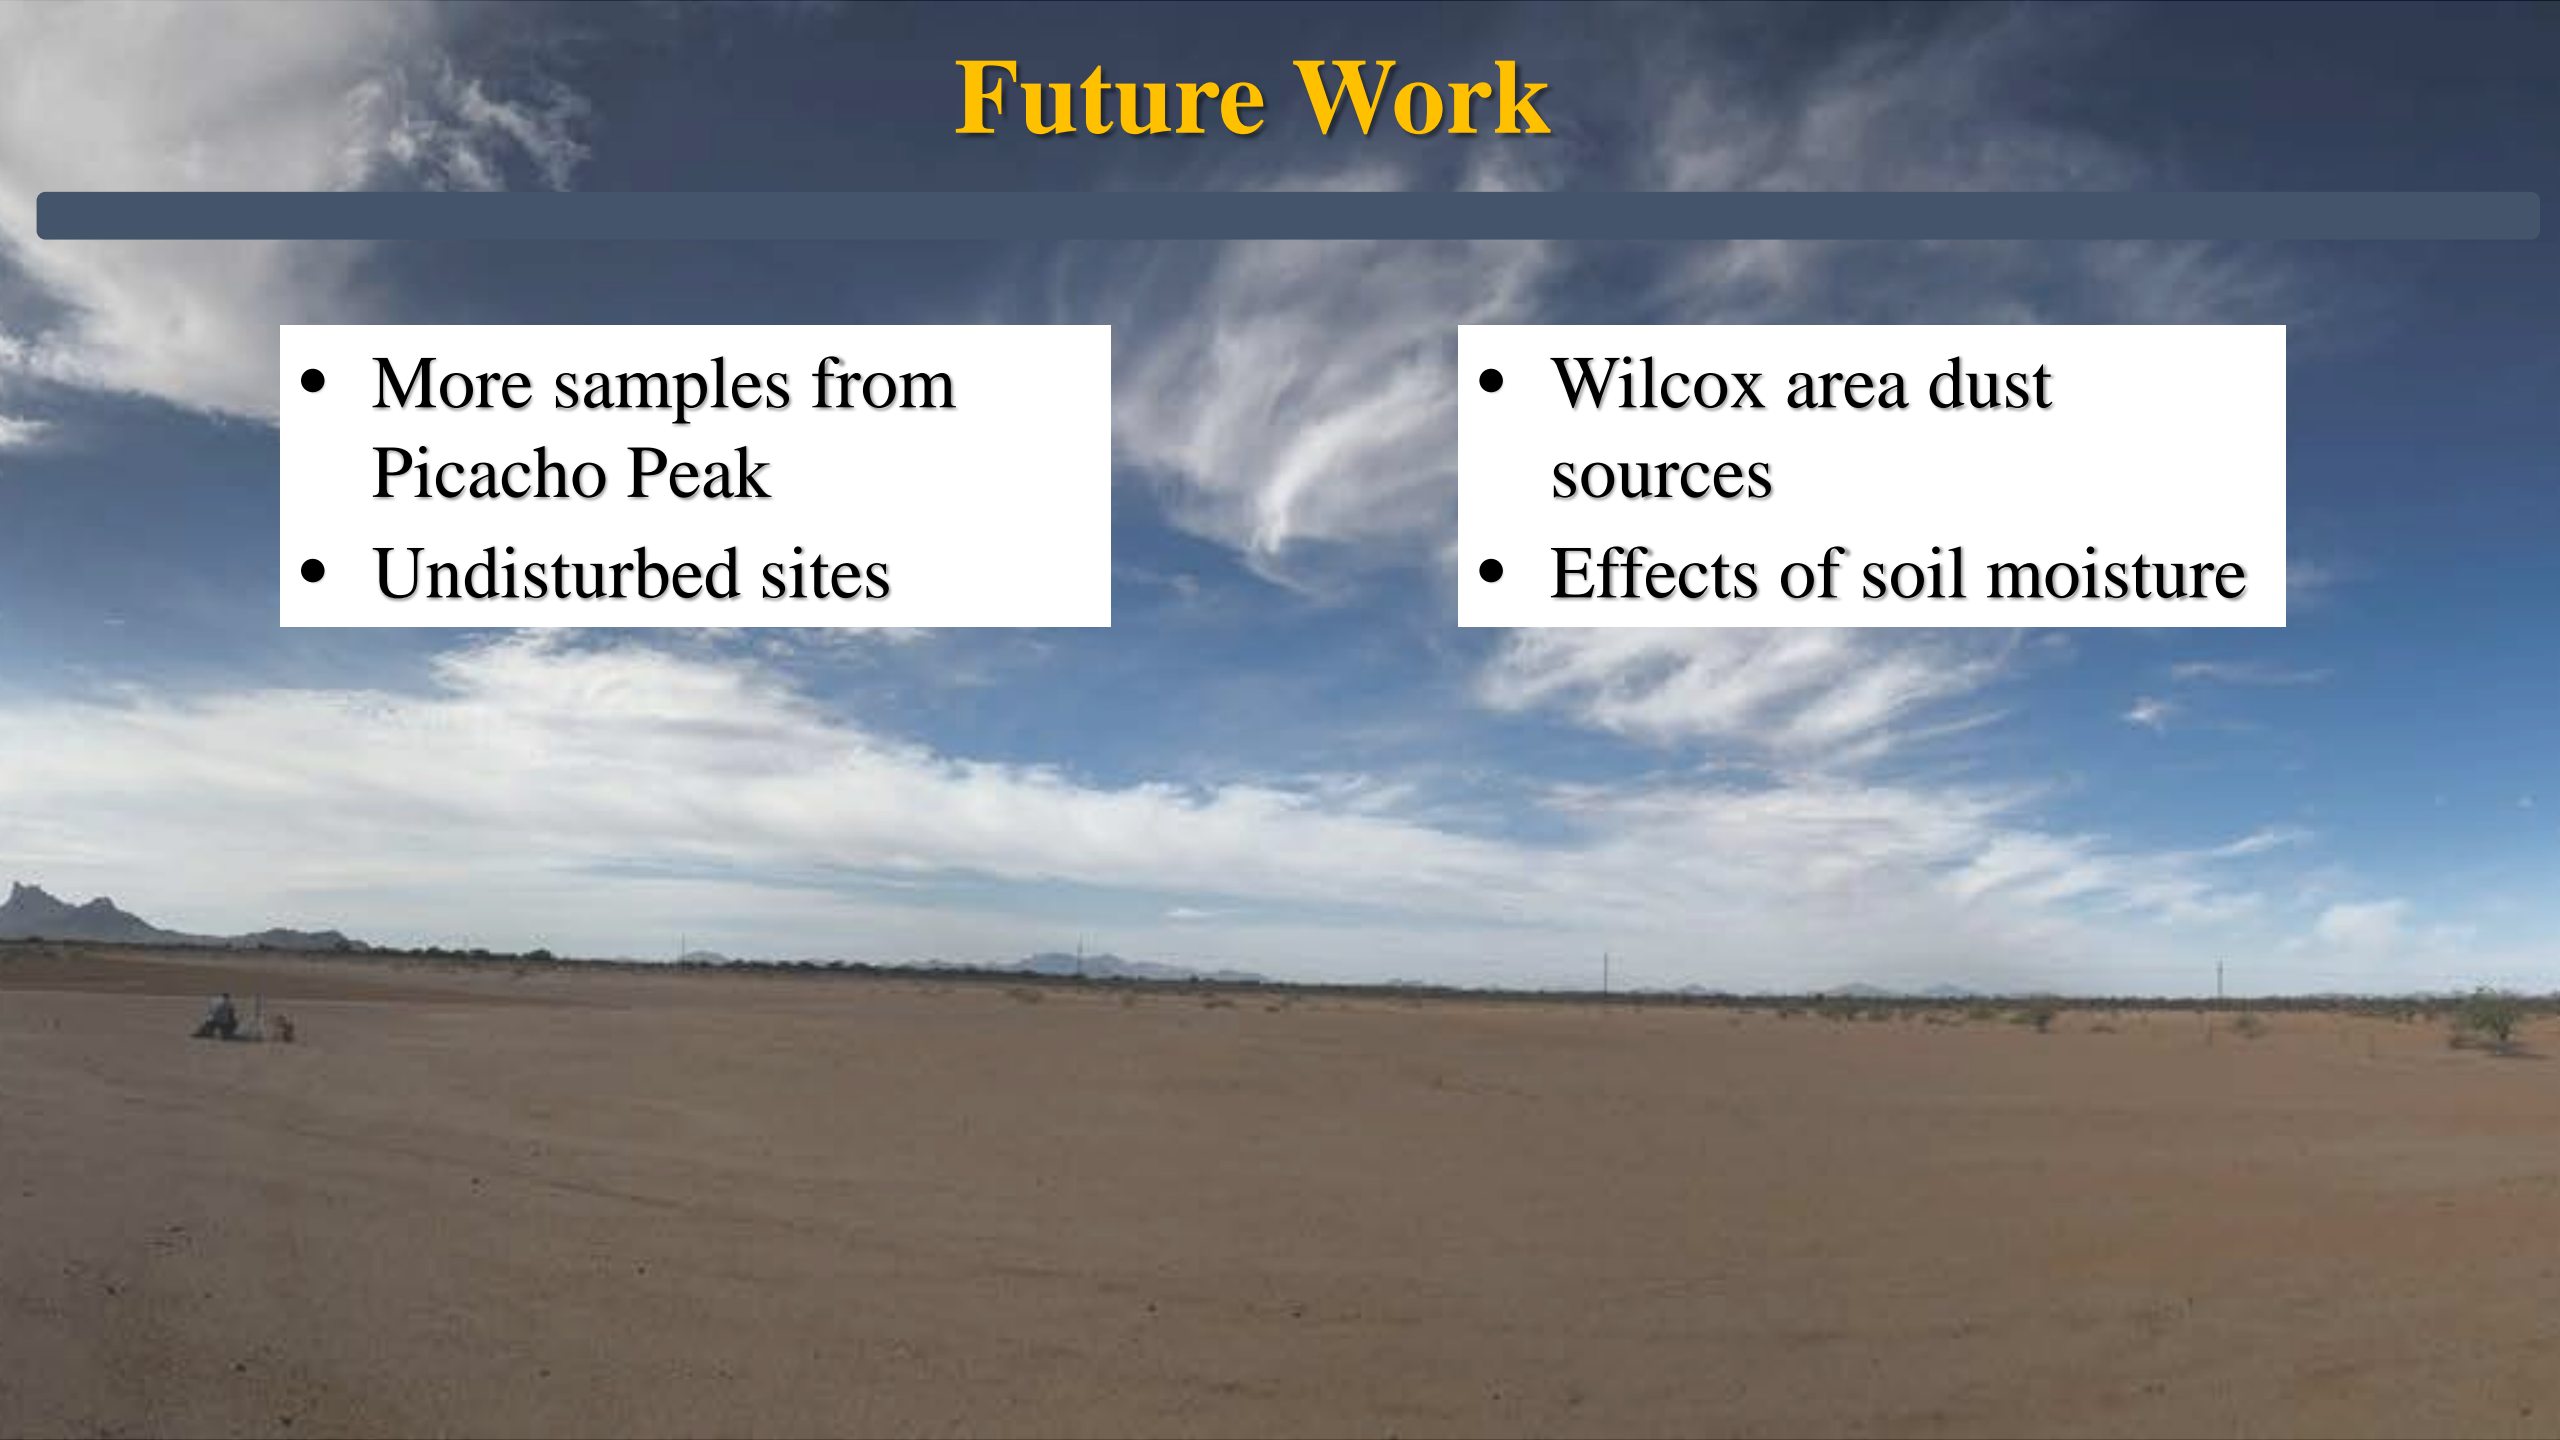 Future Work
• More samples from
Picacho Peak
• Undisturbed sites
• Wilcox area dust
sources
• Effects of soil moisture